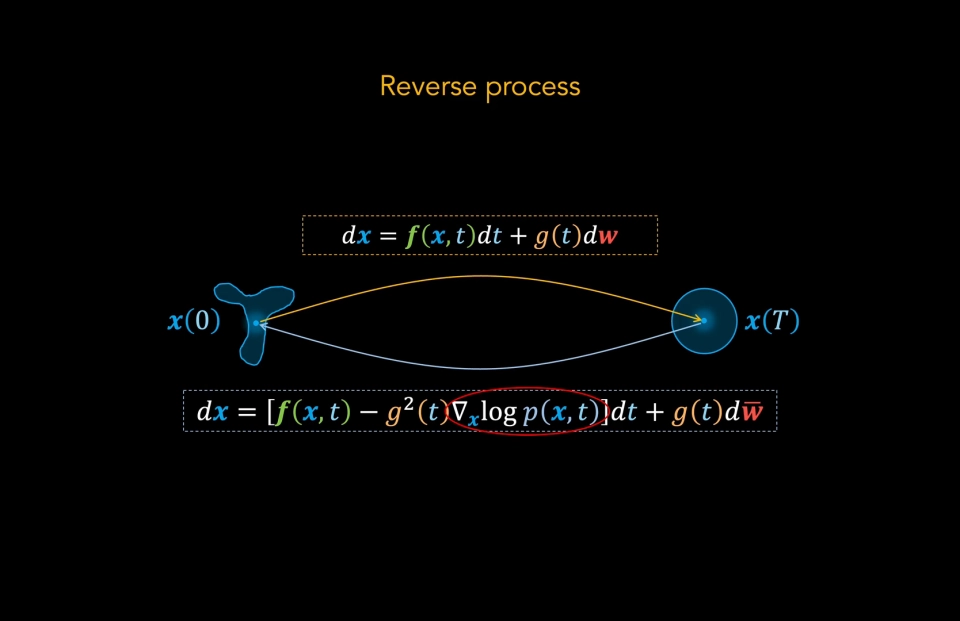 Reverse process
dx = f(x,t)dt + g(t)dw
x(0)
x(T)
dx = [f(x,t) − g²(t)∇ₓlog p(x,t)]dt + g(t)dw̅